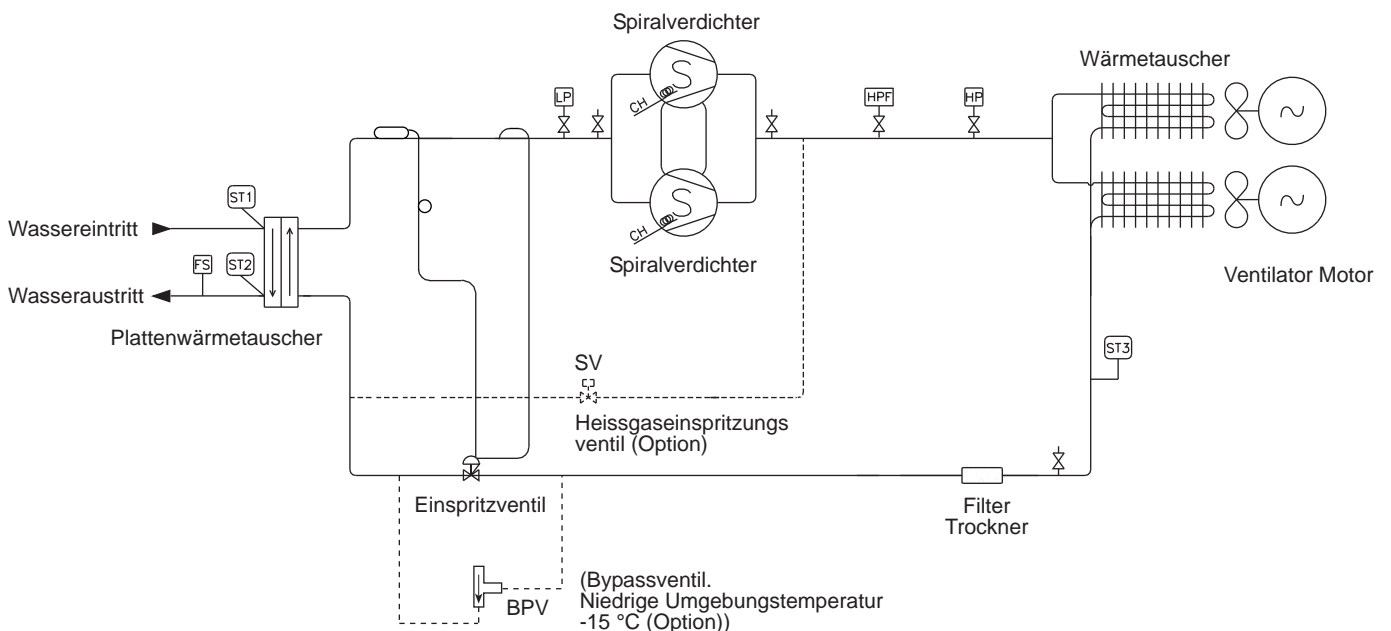 Spiralverdichter
Wärmetauscher
LP
HPF
HP
CH
~
ST1
~
Wassereintritt
CH
FS
ST2
Spiralverdichter
Ventilator Motor
Wasseraustritt
Plattenwärmetauscher
ST3
SV
Heissgaseinspritzungs
ventil (Option)
Einspritzventil
Filter
Trockner
BPV
(Bypassventil.
Niedrige Umgebungstemperatur
-15 °C (Option))
S
S